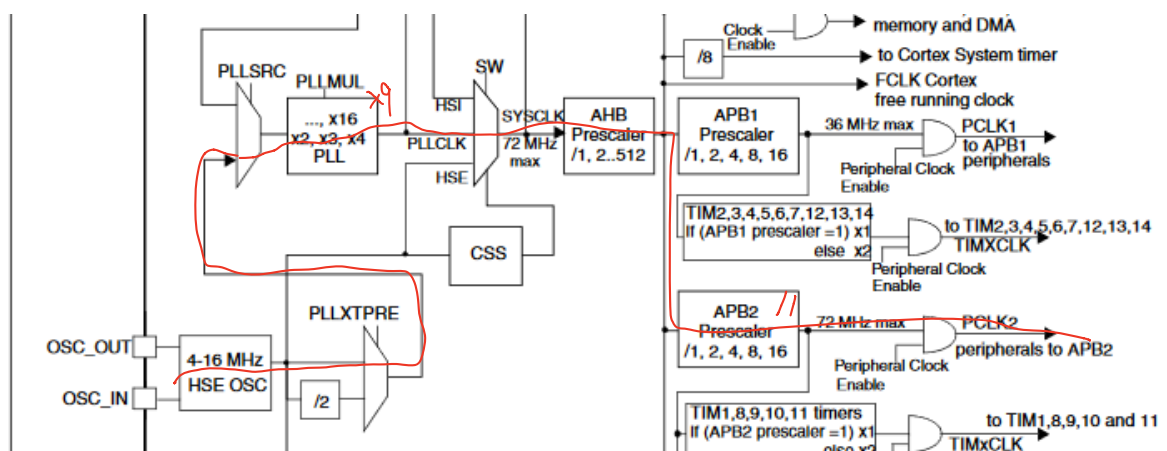 Clock
Enable
memory and DMA
/8
to Cortex System timer
FCLK Cortex
free running clock
PLLSRC
PLLMUL
x9
..., x16
x2, x3, x4
PLL
SW
HSI
SYSCLK
PLLCLK
72 MHz
max
HSE
AHB
Prescaler
/1, 2..512
APB1
Prescaler
/1, 2, 4, 8, 16
36 MHz max
PCLK1
to APB1
peripherals
Peripheral Clock
Enable
TIM2,3,4,5,6,7,12,13,14
If (APB1 prescaler =1) x1
else x2
to TIM2,3,4,5,6,7,12,13,14
TIMXCLK
Peripheral Clock
Enable
CSS
PLLXTPRE
OSC_OUT
OSC_IN
4-16 MHz
HSE OSC
/2
APB2
Prescaler
/1, 2, 4, 8, 16
/1
72 MHz max
PCLK2
peripherals to APB2
Peripheral Clock
Enable
TIM1,8,9,10,11 timers
If (APB2 prescaler =1) x1
else x2
to TIM1,8,9,10 and 11
TIMxCLK